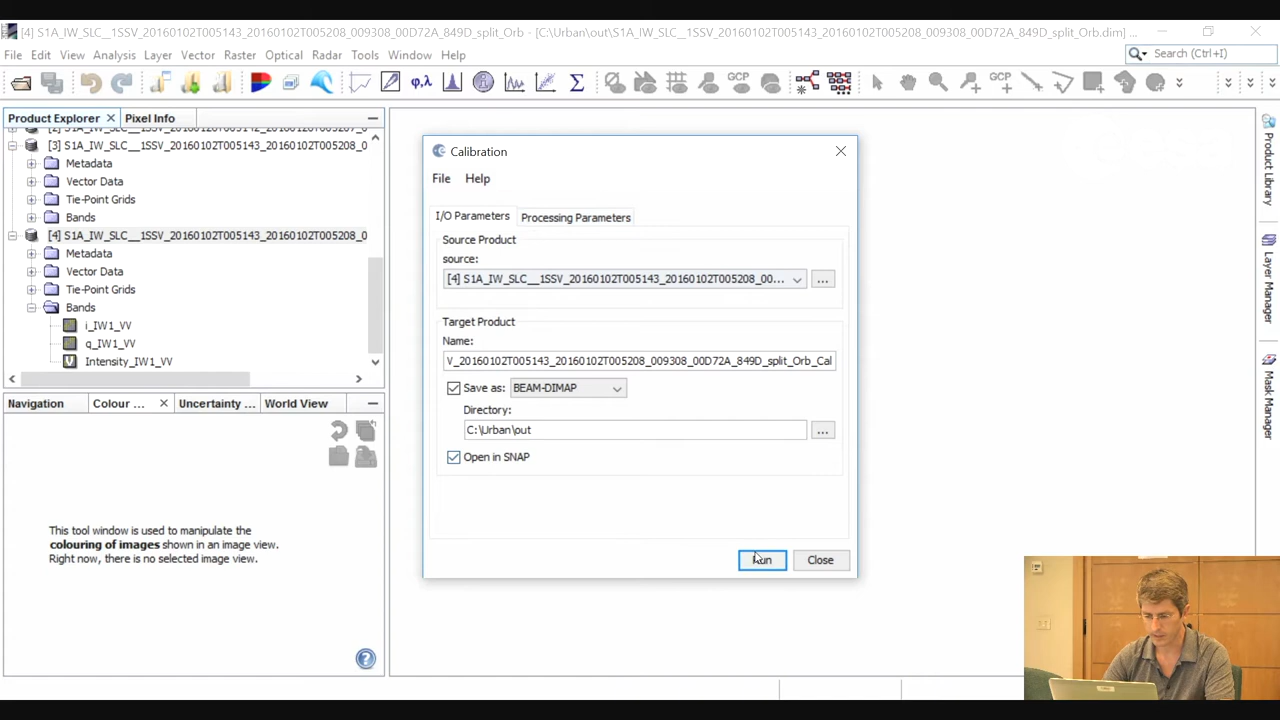 [4] S1A_IW_SLC__1SSV_20160102T005143_20160102T005208_009308_00D72A_849D_split_Orb - [C:\Urban\out\S1A_IW_SLC__1SSV_20160102T005143_20160102T005208_009308_00D72A_849D_split_Orb.dim] ...
File Edit View Analysis Layer Vector Raster Optical Radar Tools Window Help
Search (Ctrl+I)
φ,λ Σ GCP GCP
Product Explorer Pixel Info
[2] S1A_IW_SLC__1SSV_20160102T005142_20160102T005207_0
[3] S1A_IW_SLC__1SSV_20160102T005143_20160102T005208_0
Metadata
Vector Data
Tie-Point Grids
Bands
[4] S1A_IW_SLC__1SSV_20160102T005143_20160102T005208_0
Metadata
Vector Data
Tie-Point Grids
Bands
i_IW1_VV
q_IW1_VV
Intensity_IW1_VV
Navigation Colour ... Uncertainty ... World View
This tool window is used to manipulate the
colouring of images shown in an image view.
Right now, there is no selected image view.
Calibration
File Help
I/O Parameters Processing Parameters
Source Product
source:
[4] S1A_IW_SLC__1SSV_20160102T005143_20160102T005208_00... ...
Target Product
Name:
V_20160102T005143_20160102T005208_009308_00D72A_849D_split_Orb_Cal
Save as: BEAM-DIMAP
Directory:
C:\Urban\out ...
Open in SNAP
Run Close
Product Library
Layer Manager
Mask Manager